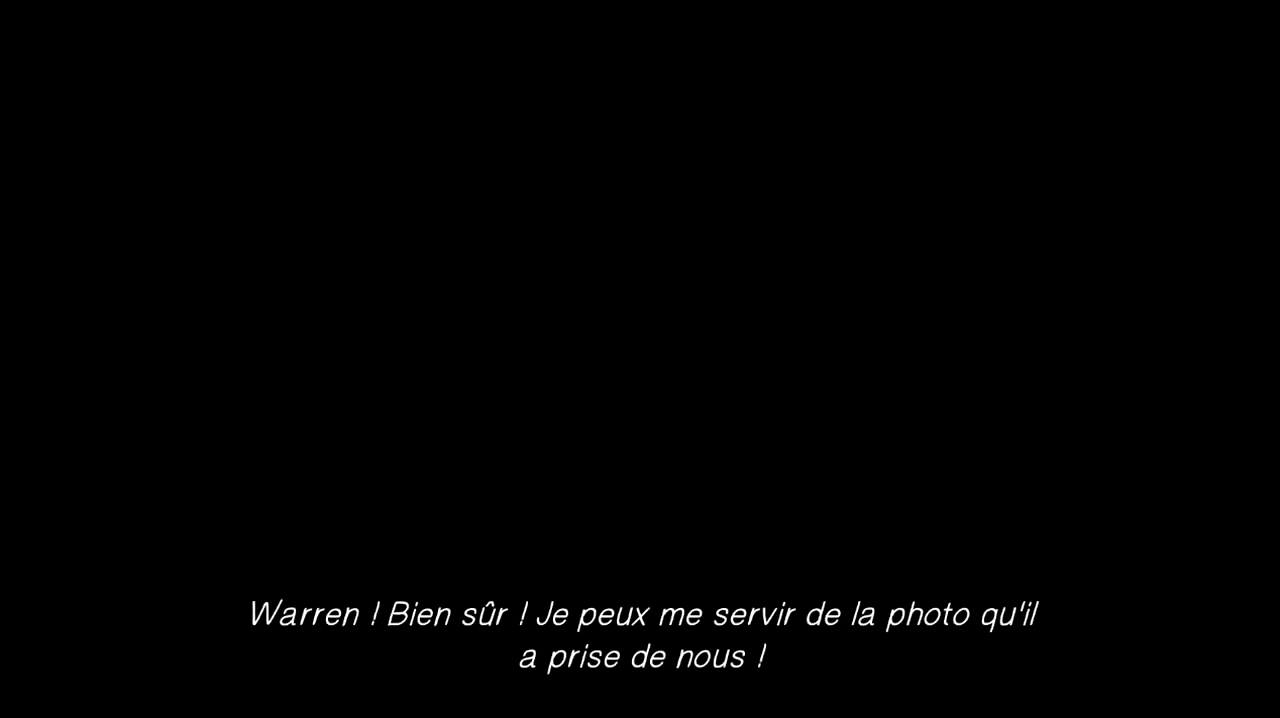 Warren ! Bien sûr ! Je peux me servir de la photo qu'il
a prise de nous !